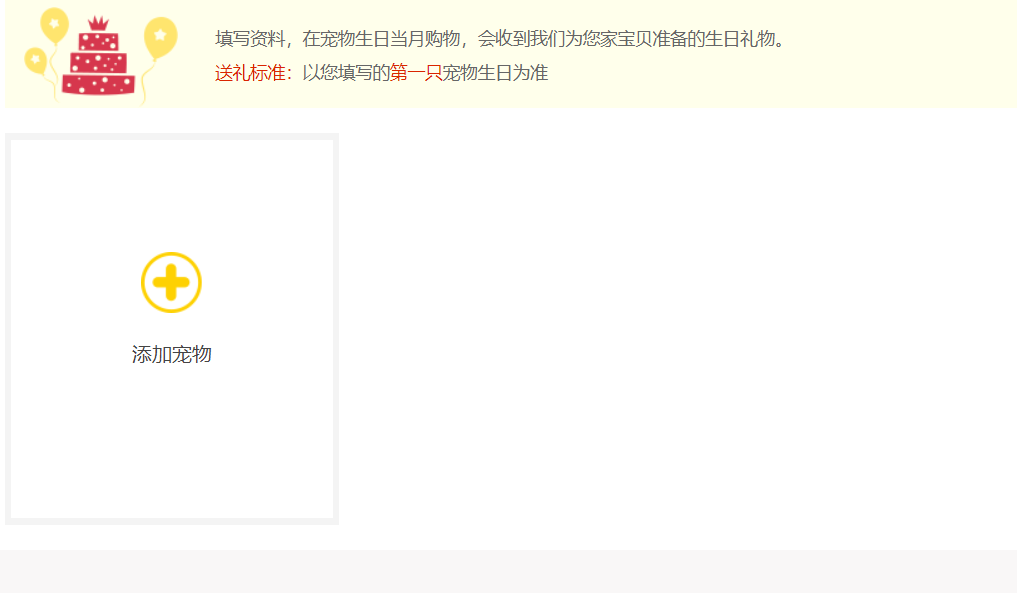 填写资料，在宠物生日当月购物，会收到我们为您家宝贝准备的生日礼物。
送礼标准：以您填写的第一只宠物生日为准
添加宠物